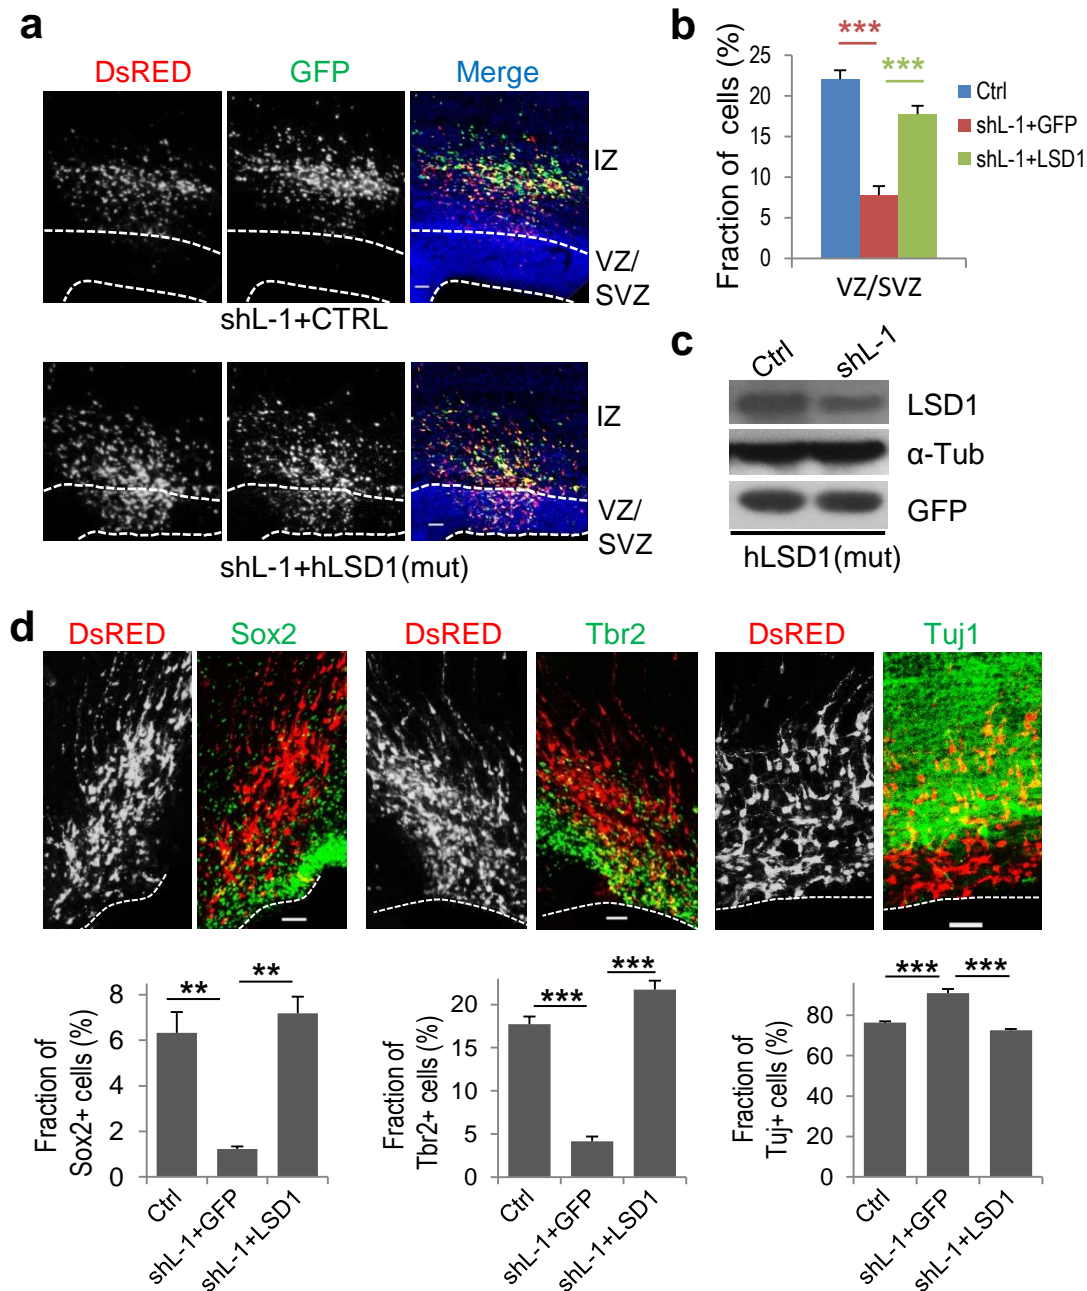 a
DsRED GFP Merge
IZ
VZ/
SVZ
shL-1+CTRL
IZ
VZ/
SVZ
shL-1+hLSD1(mut)
b
*** ***
Fraction of cells (%)
25
20
15
10
5
0
VZ/SVZ
Ctrl
shL-1+GFP
shL-1+LSD1
c
Ctrl shL-1
LSD1
α-Tub
GFP
hLSD1(mut)
d
DsRED Sox2 DsRED Tbr2 DsRED Tuj1
Fraction of
Sox2+ cells (%)
8
6
4
2
0
** **
Ctrl
shL-1+GFP
shL-1+LSD1
Fraction of
Tbr2+ cells (%)
20
15
10
5
0
*** ***
Ctrl
shL-1+GFP
shL-1+LSD1
Fraction of
Tuj+ cells (%)
80
60
40
20
0
*** ***
Ctrl
shL-1+GFP
shL-1+LSD1